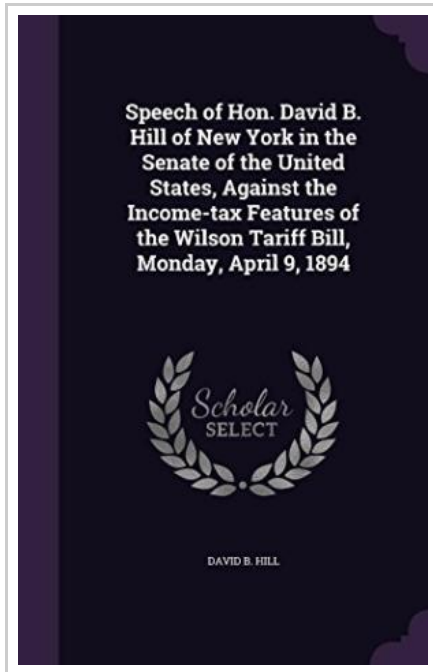 Speech of Hon. David B.
Hill of New York in the
Senate of the United
States, Against the
Income-tax Features of
the Wilson Tariff Bill,
Monday, April 9, 1894
Scholar
SELECT
DAVID B. HILL